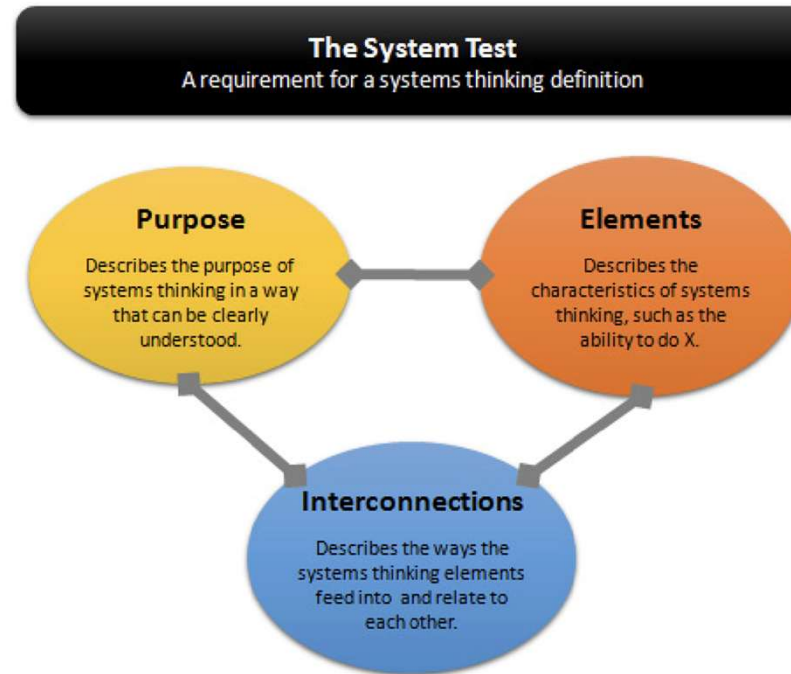 The System Test
A requirement for a systems thinking definition
Purpose
Describes the purpose of
systems thinking in a way
that can be clearly
understood.
Elements
Describes the
characteristics of systems
thinking, such as the
ability to do X.
Interconnections
Describes the ways the
systems thinking elements
feed into and relate to
each other.